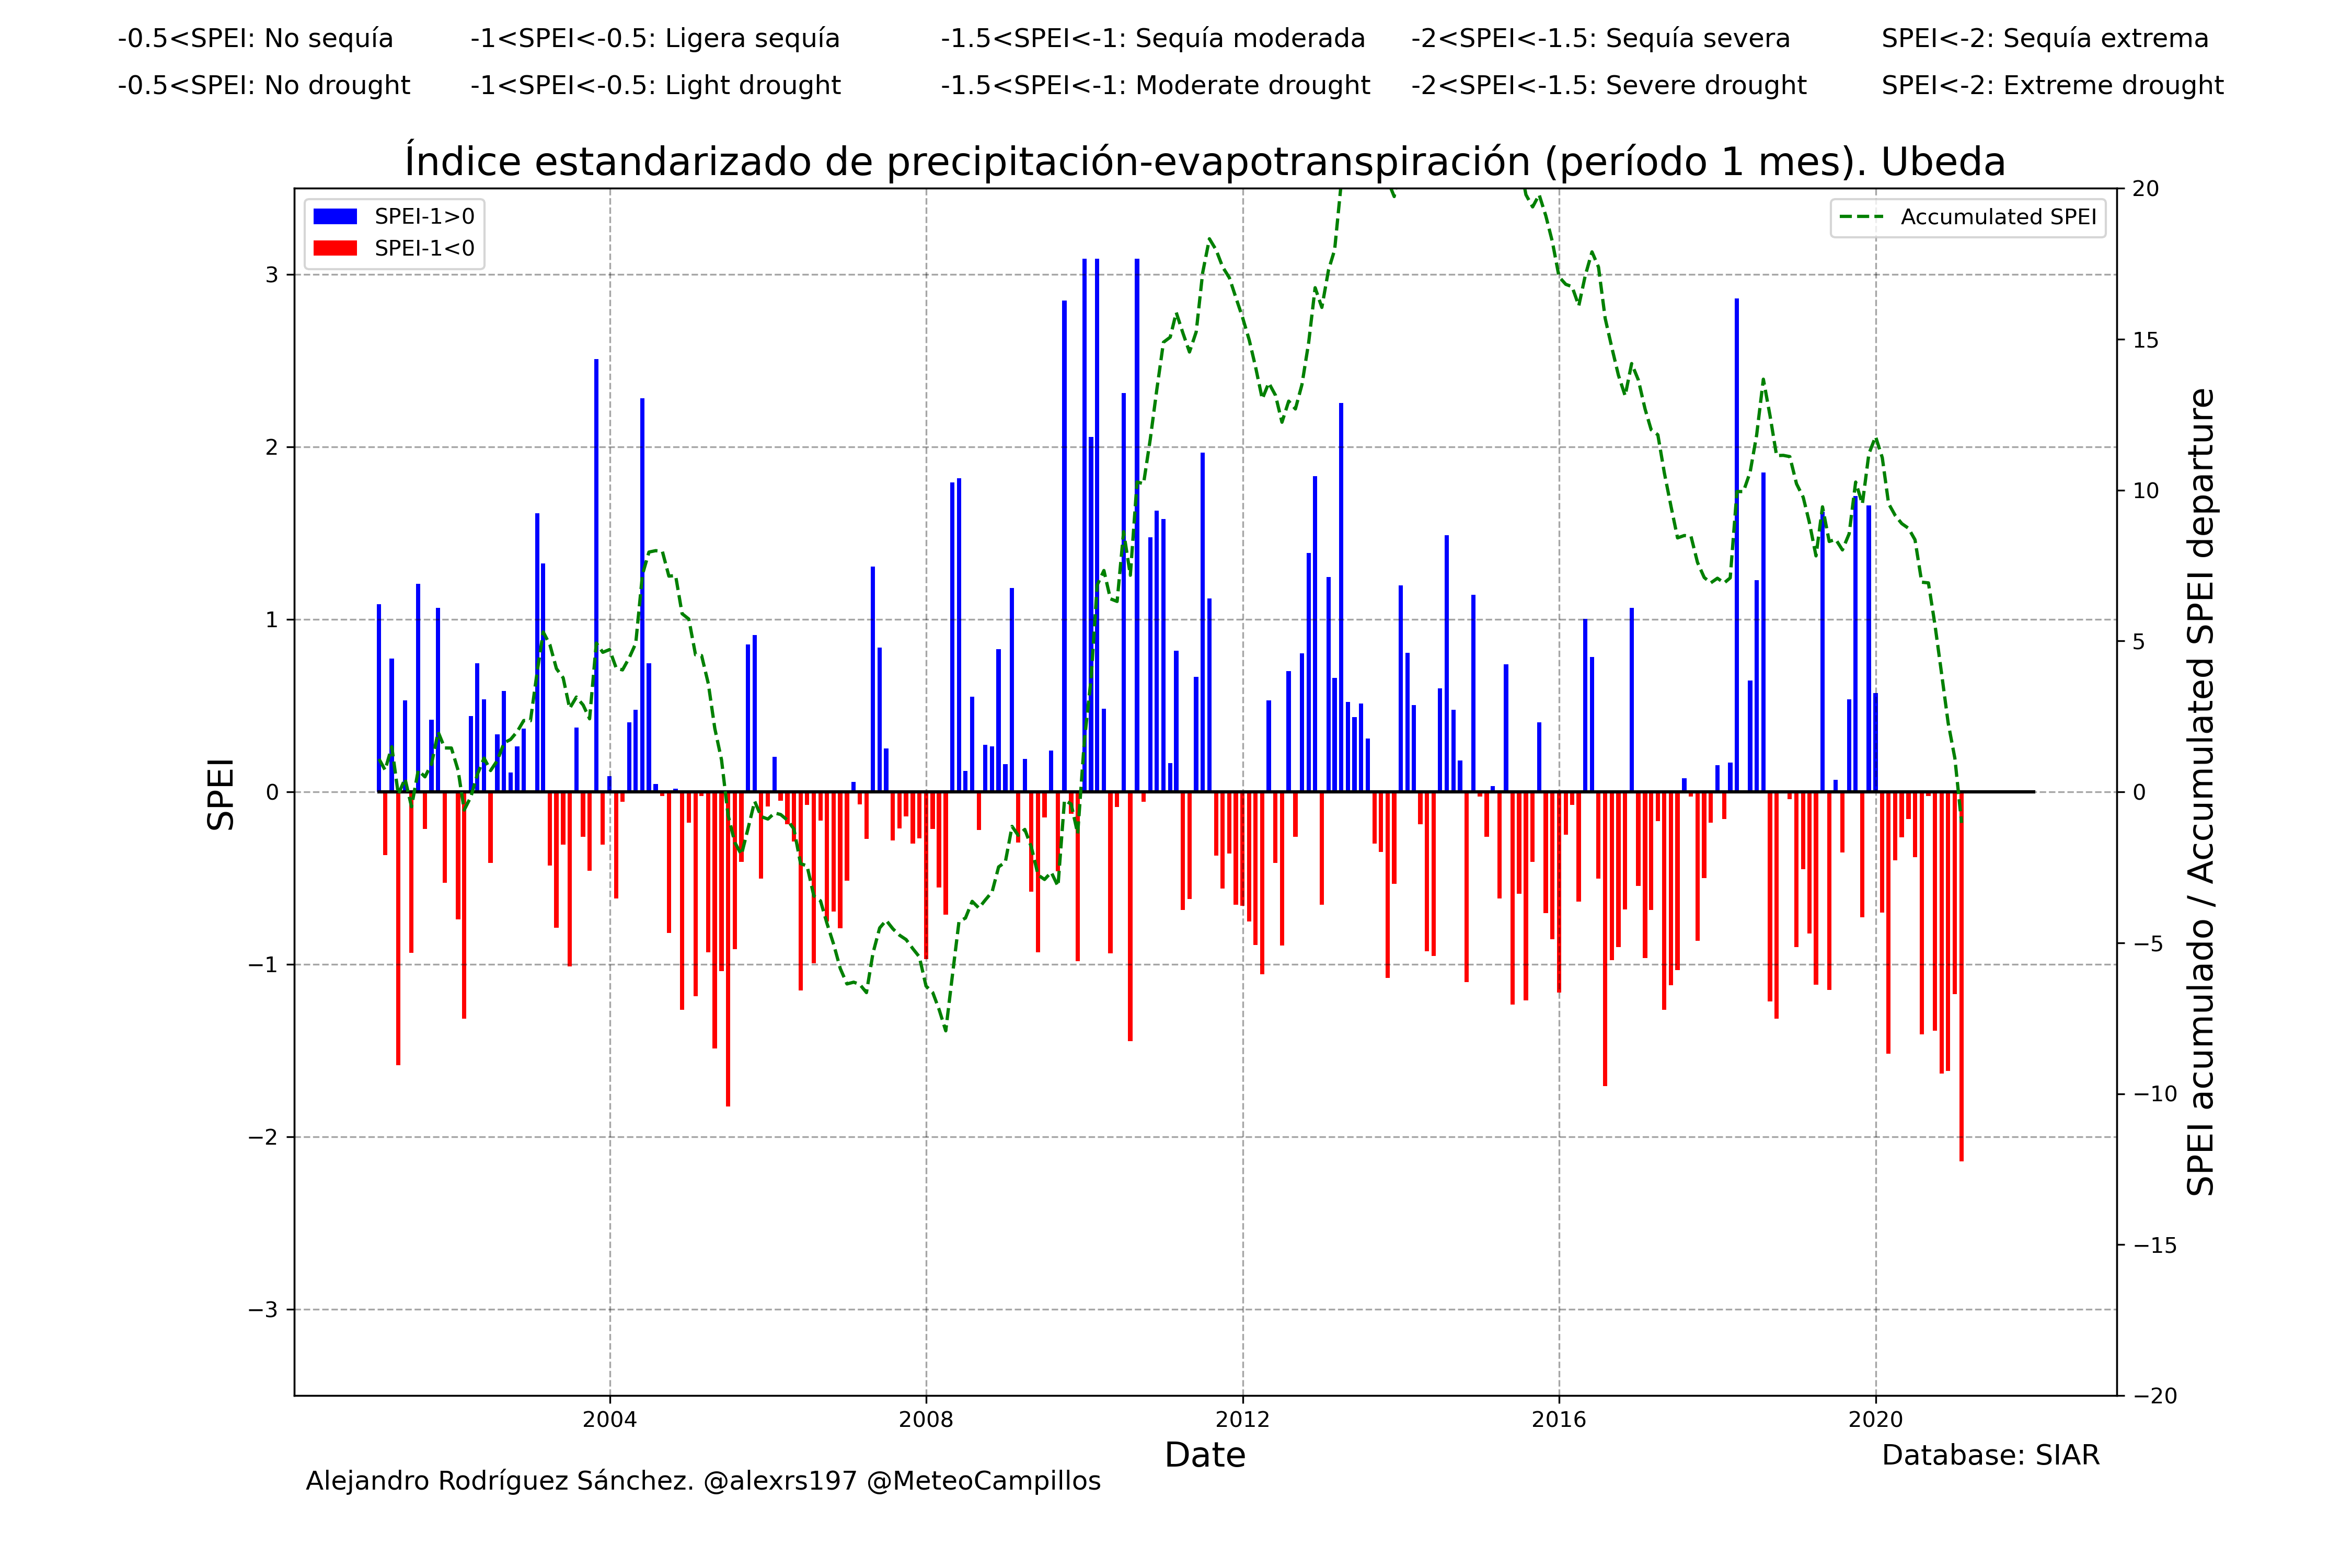 -0.5<SPEI: No sequía
-1<SPEI<-0.5: Ligera sequía
-1.5<SPEI<-1: Sequía moderada
-2<SPEI<-1.5: Sequía severa
SPEI<-2: Sequía extrema
-0.5<SPEI: No drought
-1<SPEI<-0.5: Light drought
-1.5<SPEI<-1: Moderate drought
-2<SPEI<-1.5: Severe drought
SPEI<-2: Extreme drought
Índice estandarizado de precipitación-evapotranspiración (período 1 mes). Ubeda
SPEI-1>0
SPEI-1<0
Accumulated SPEI
SPEI
3
2
1
0
−1
−2
−3
20
15
10
5
0
−5
−10
−15
−20
SPEI acumulado / Accumulated SPEI departure
2004
2008
2012
2016
2020
Date
Database: SIAR
Alejandro Rodríguez Sánchez. @alexrs197 @MeteoCampillos